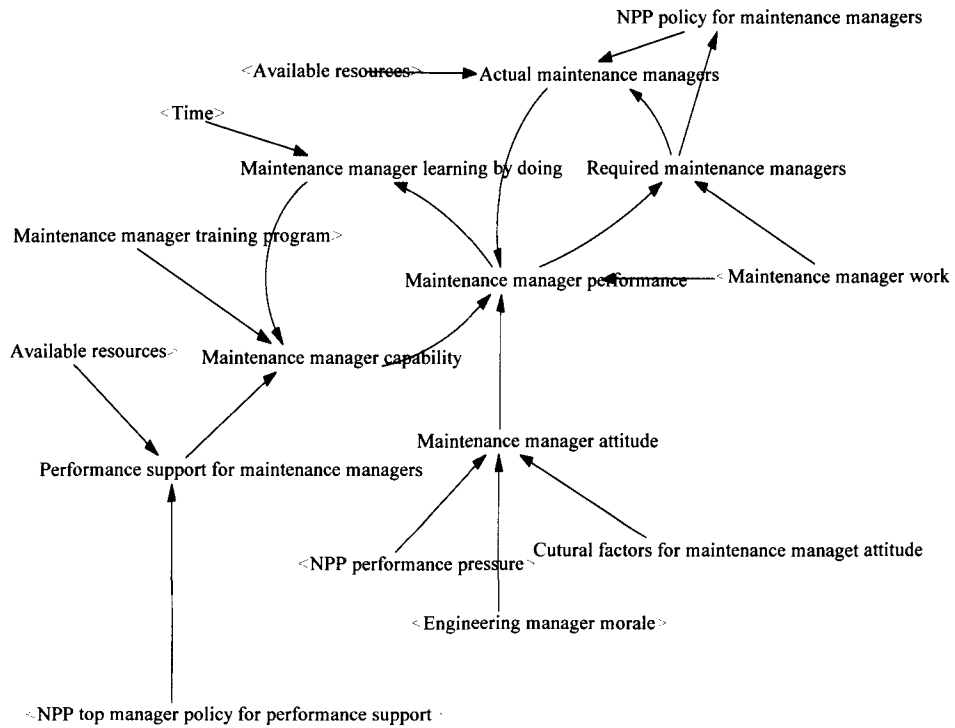 NPP policy for maintenance managers
<Available resources>
Actual maintenance managers
<Time>
Maintenance manager learning by doing
Required maintenance managers
Maintenance manager training program>
Maintenance manager performance
< Maintenance manager work
Available resources>
Maintenance manager capability
Maintenance manager attitude
Performance support for maintenance managers
Cutural factors for maintenance managet attitude
<NPP performance pressure>
<Engineering manager morale>
<NPP top manager policy for performance support